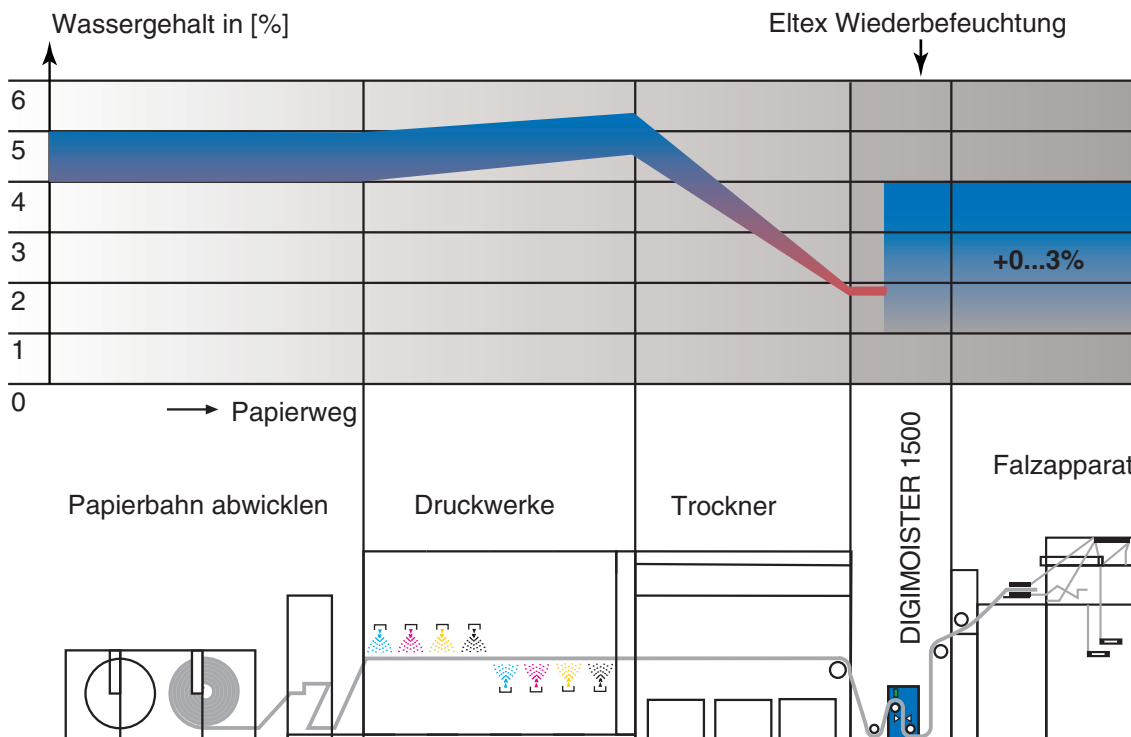 Wassergehalt in [%]
Eltex Wiederbefeuchtung
6
5
4
3
2
1
0
+0...3%
Papierweg
Papierbahn abwicklen
Druckwerke
Trockner
DIGIMOISTER 1500
Falzapparat